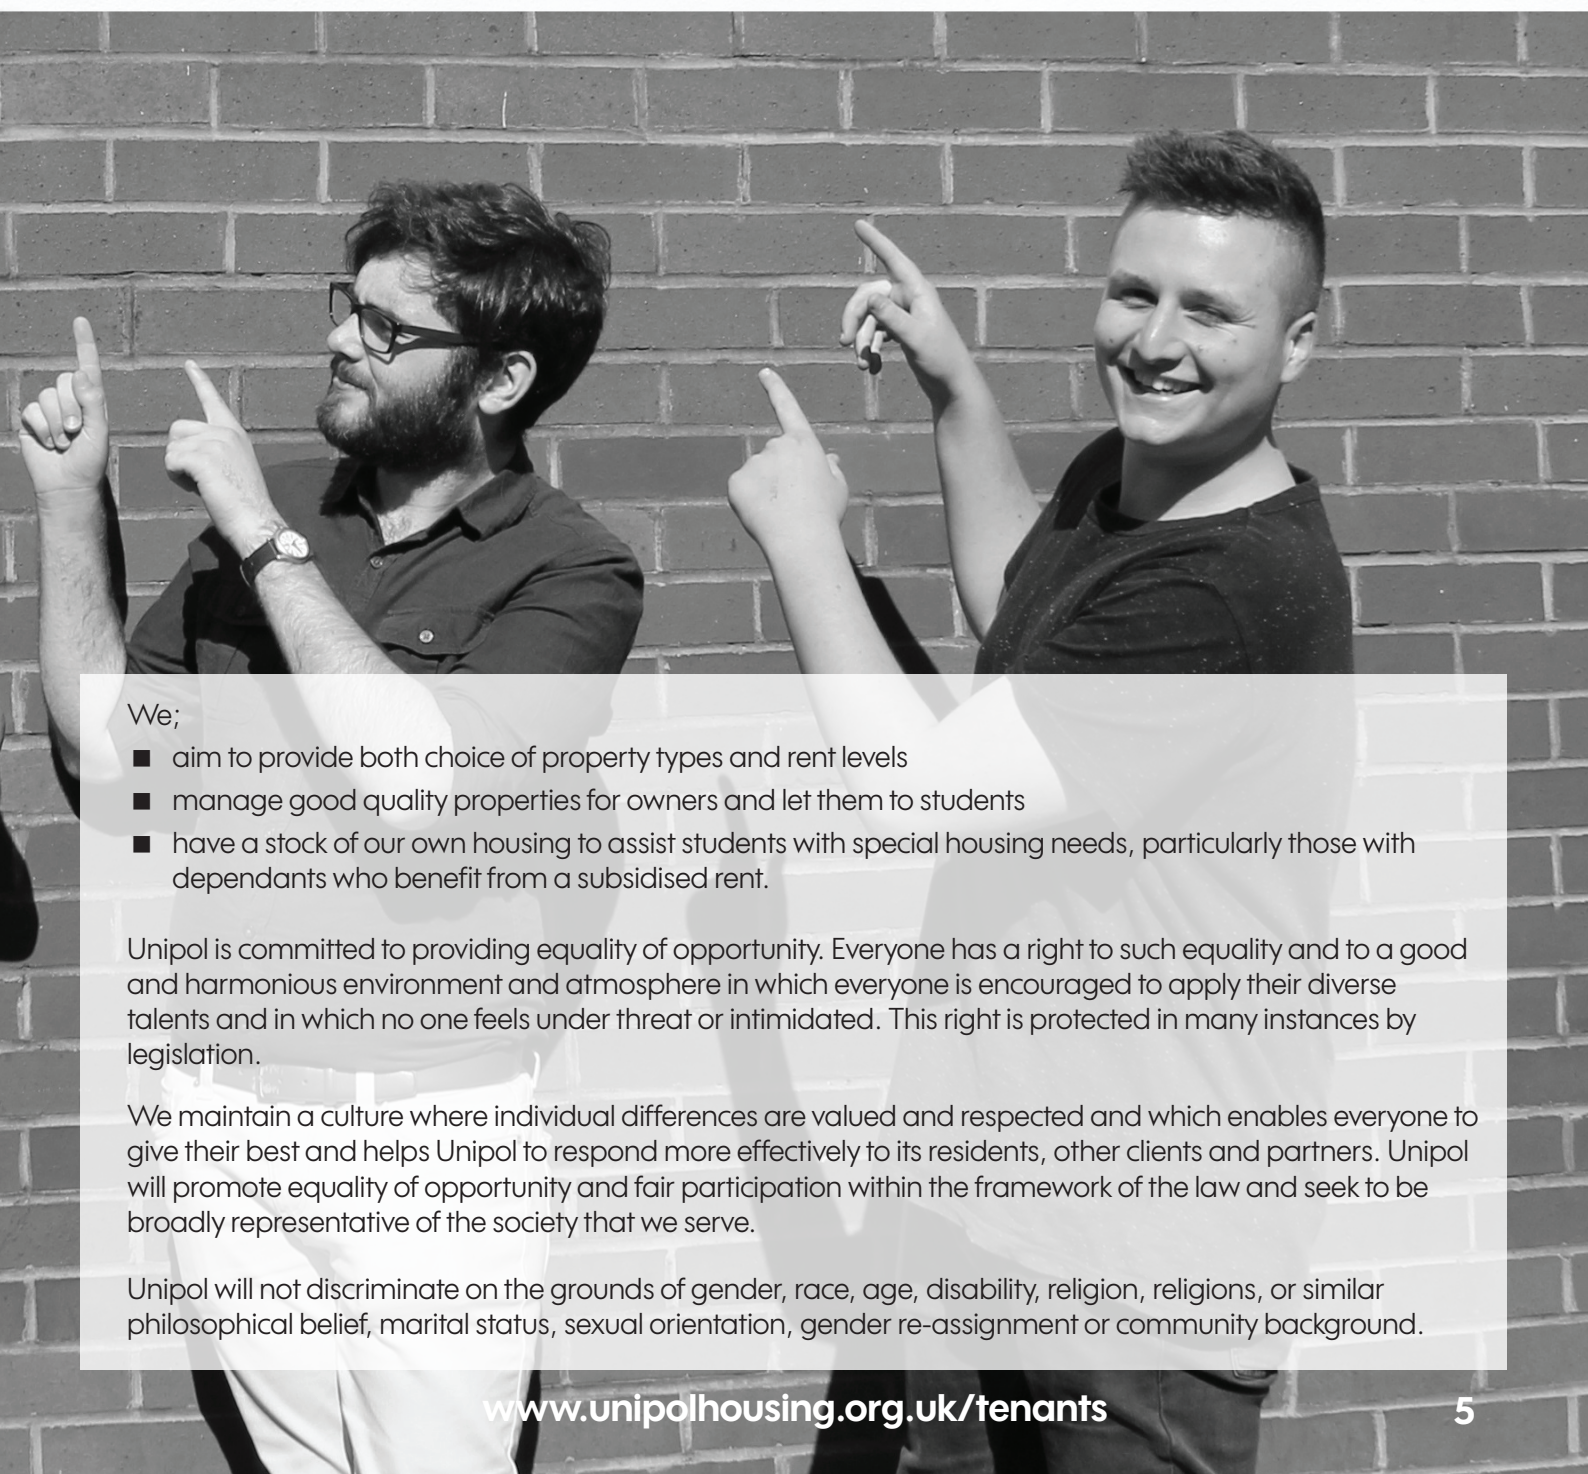 We;
■ aim to provide both choice of property types and rent levels
■ manage good quality properties for owners and let them to students
■ have a stock of our own housing to assist students with special housing needs, particularly those with
dependants who benefit from a subsidised rent.
Unipol is committed to providing equality of opportunity. Everyone has a right to such equality and to a good
and harmonious environment and atmosphere in which everyone is encouraged to apply their diverse
talents and in which no one feels under threat or intimidated. This right is protected in many instances by
legislation.
We maintain a culture where individual differences are valued and respected and which enables everyone to
give their best and helps Unipol to respond more effectively to its residents, other clients and partners. Unipol
will promote equality of opportunity and fair participation within the framework of the law and seek to be
broadly representative of the society that we serve.
Unipol will not discriminate on the grounds of gender, race, age, disability, religion, religions, or similar
philosophical belief, marital status, sexual orientation, gender re-assignment or community background.
www.unipolhousing.org.uk/tenants 5